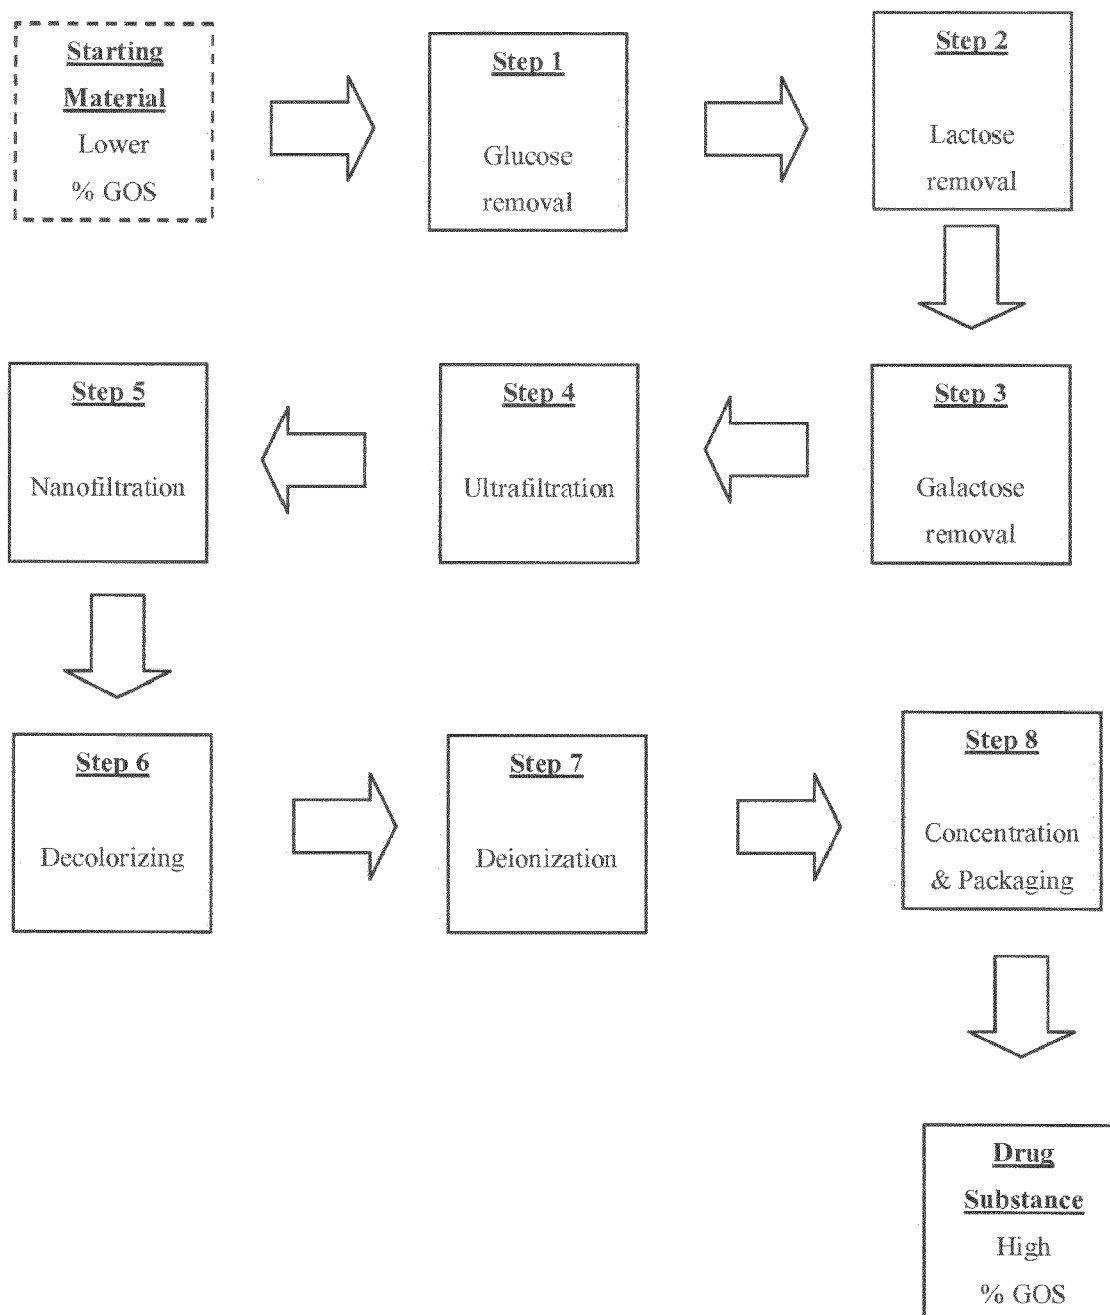 Starting
Material
Lower
% GOS
Step 1
Glucose
removal
Step 2
Lactose
removal
Step 3
Galactose
removal
Step 4
Ultrafiltration
Step 5
Nanofiltration
Step 6
Decolorizing
Step 7
Deionization
Step 8
Concentration
& Packaging
Drug
Substance
High
% GOS